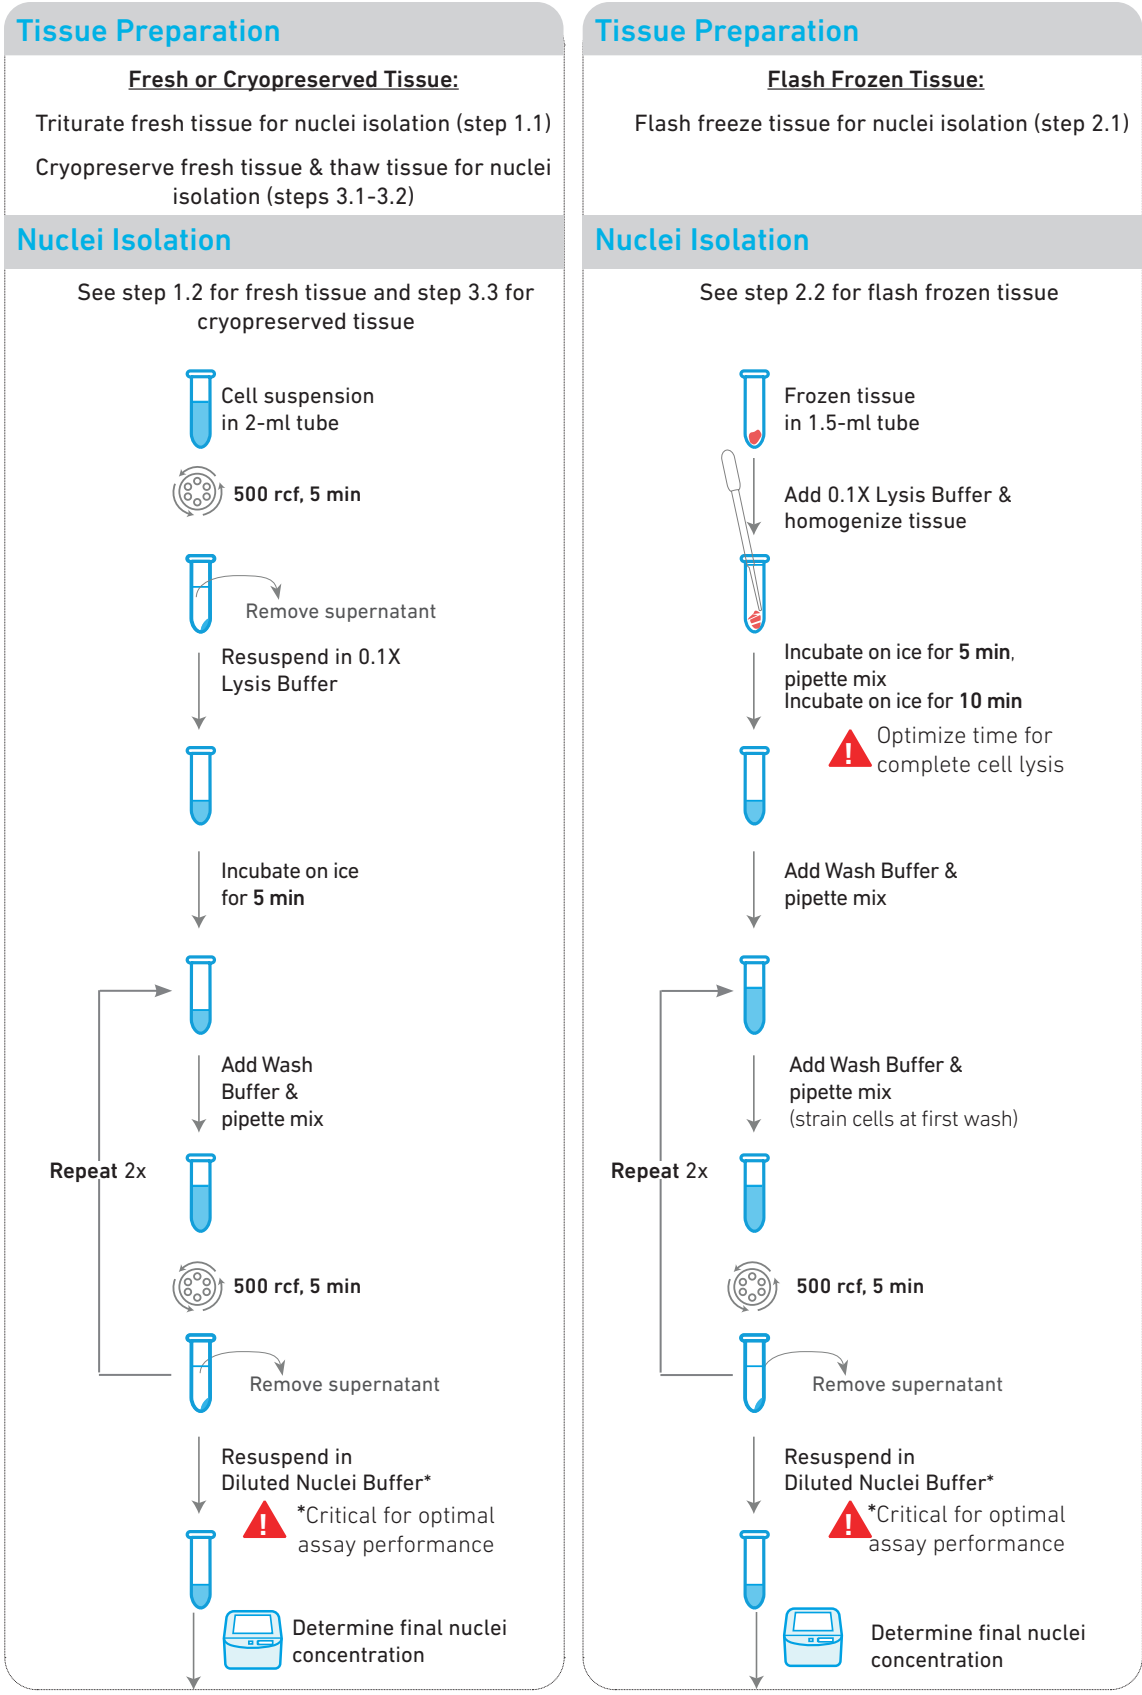 Tissue Preparation
Fresh or Cryopreserved Tissue:
Triturate fresh tissue for nuclei isolation (step 1.1)
Cryopreserve fresh tissue & thaw tissue for nuclei
isolation (steps 3.1-3.2)
Nuclei Isolation
See step 1.2 for fresh tissue and step 3.3 for
cryopreserved tissue
Cell suspension
in 2-ml tube
500 rcf, 5 min
Remove supernatant
Resuspend in 0.1X
Lysis Buffer
Incubate on ice
for 5 min
Add Wash
Buffer &
pipette mix
Repeat 2x
500 rcf, 5 min
Remove supernatant
Resuspend in
Diluted Nuclei Buffer*
!
*Critical for optimal
assay performance
Determine final nuclei
concentration
Tissue Preparation
Flash Frozen Tissue:
Flash freeze tissue for nuclei isolation (step 2.1)
Nuclei Isolation
See step 2.2 for flash frozen tissue
Frozen tissue
in 1.5-ml tube
Add 0.1X Lysis Buffer &
homogenize tissue
Incubate on ice for 5 min,
pipette mix
Incubate on ice for 10 min
!
Optimize time for
complete cell lysis
Add Wash Buffer &
pipette mix
Add Wash Buffer &
pipette mix
(strain cells at first wash)
Repeat 2x
500 rcf, 5 min
Remove supernatant
Resuspend in
Diluted Nuclei Buffer*
!
*Critical for optimal
assay performance
Determine final nuclei
concentration